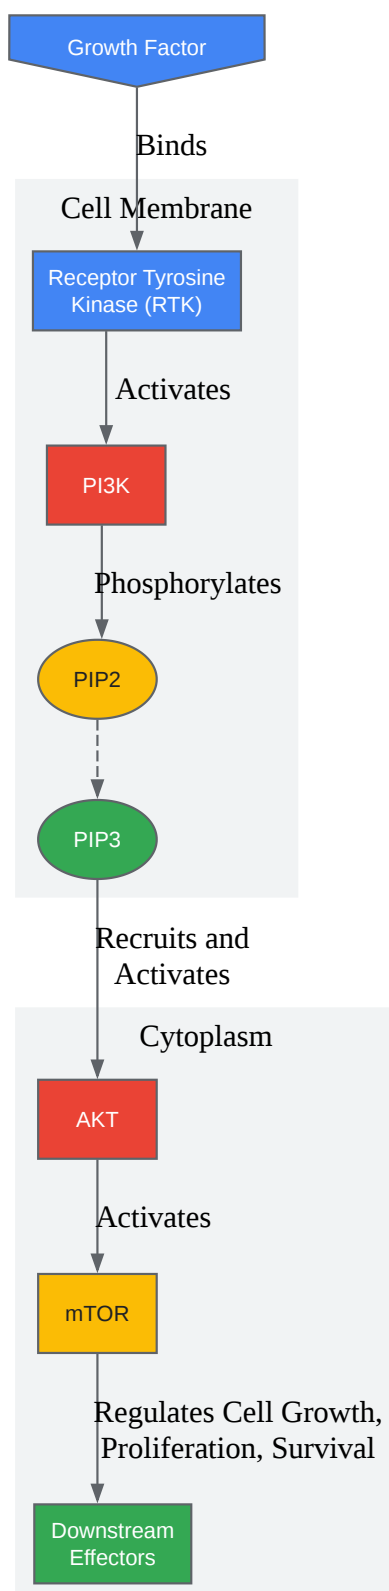 Growth Factor
Binds
Cell Membrane
Receptor Tyrosine
Kinase (RTK)
Activates
PI3K
Phosphorylates
PIP2
PIP3
Recruits and
Activates
Cytoplasm
AKT
Activates
mTOR
Regulates Cell Growth,
Proliferation, Survival
Downstream
Effectors